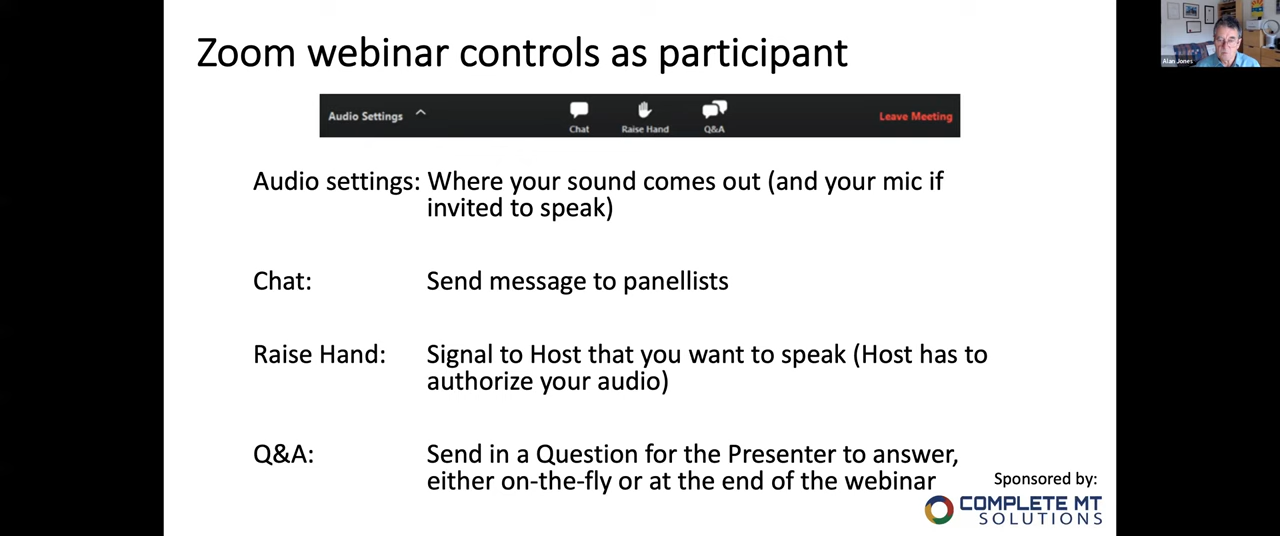 Zoom webinar controls as participant
Alan Jones
Audio Settings
Chat
Raise Hand
Q&A
Leave Meeting
Audio settings: Where your sound comes out (and your mic if
invited to speak)
Chat: Send message to panellists
Raise Hand: Signal to Host that you want to speak (Host has to
authorize your audio)
Q&A: Send in a Question for the Presenter to answer,
either on-the-fly or at the end of the webinar
Sponsored by:
COMPLETE MT
SOLUTIONS